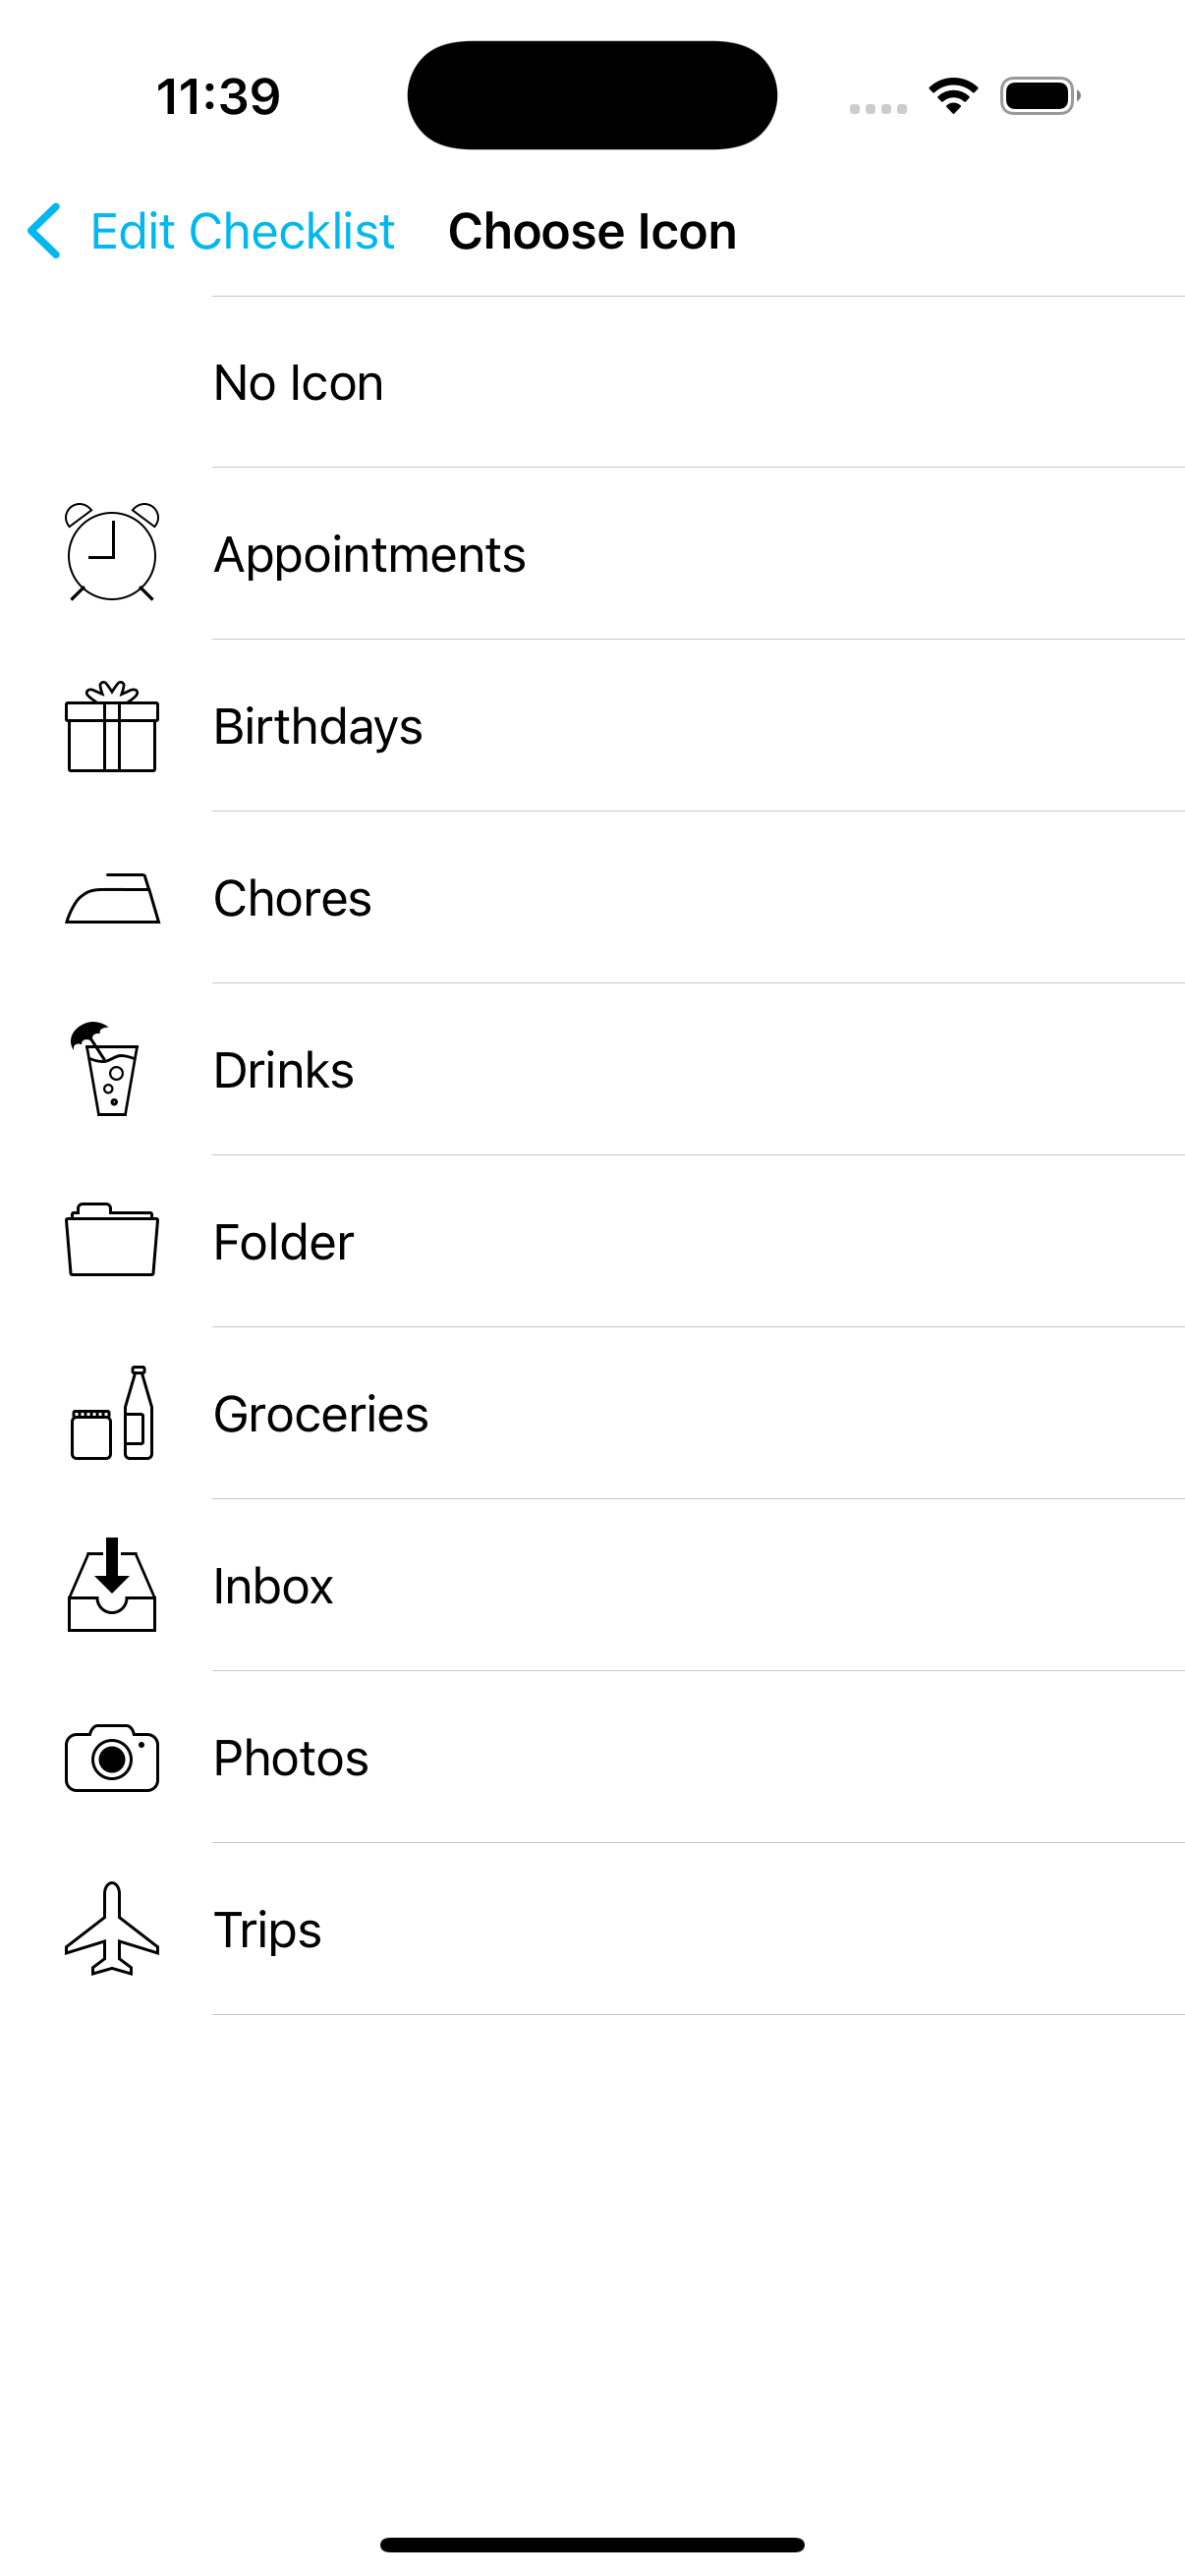 11:39
Edit Checklist Choose Icon
No Icon
Appointments
Birthdays
Chores
Drinks
Folder
Groceries
Inbox
Photos
Trips